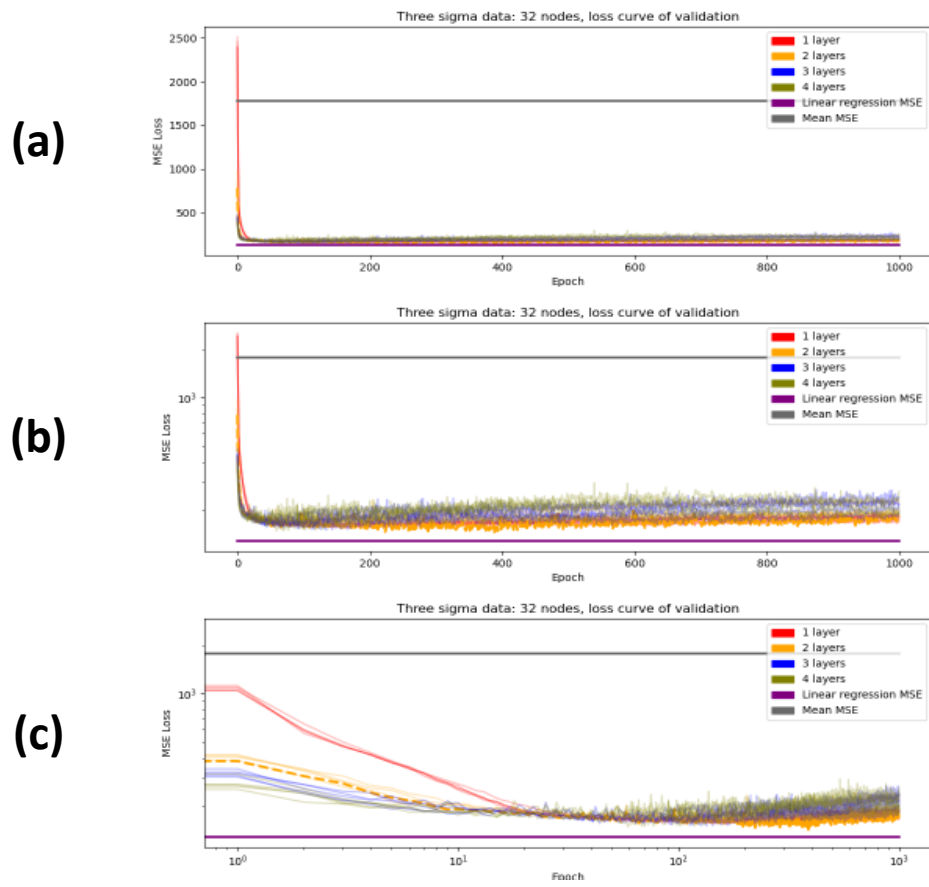 (a)
Three sigma data: 32 nodes, loss curve of validation
MSE Loss
2500
2000
1500
1000
500
1 layer
2 layers
3 layers
4 layers
Linear regression MSE
Mean MSE
0 200 400 600 800 1000
Epoch
(b)
Three sigma data: 32 nodes, loss curve of validation
MSE Loss
10³
1 layer
2 layers
3 layers
4 layers
Linear regression MSE
Mean MSE
0 200 400 600 800 1000
Epoch
(c)
Three sigma data: 32 nodes, loss curve of validation
MSE Loss
10³
1 layer
2 layers
3 layers
4 layers
Linear regression MSE
Mean MSE
10⁰ 10¹ 10² 10³
Epoch